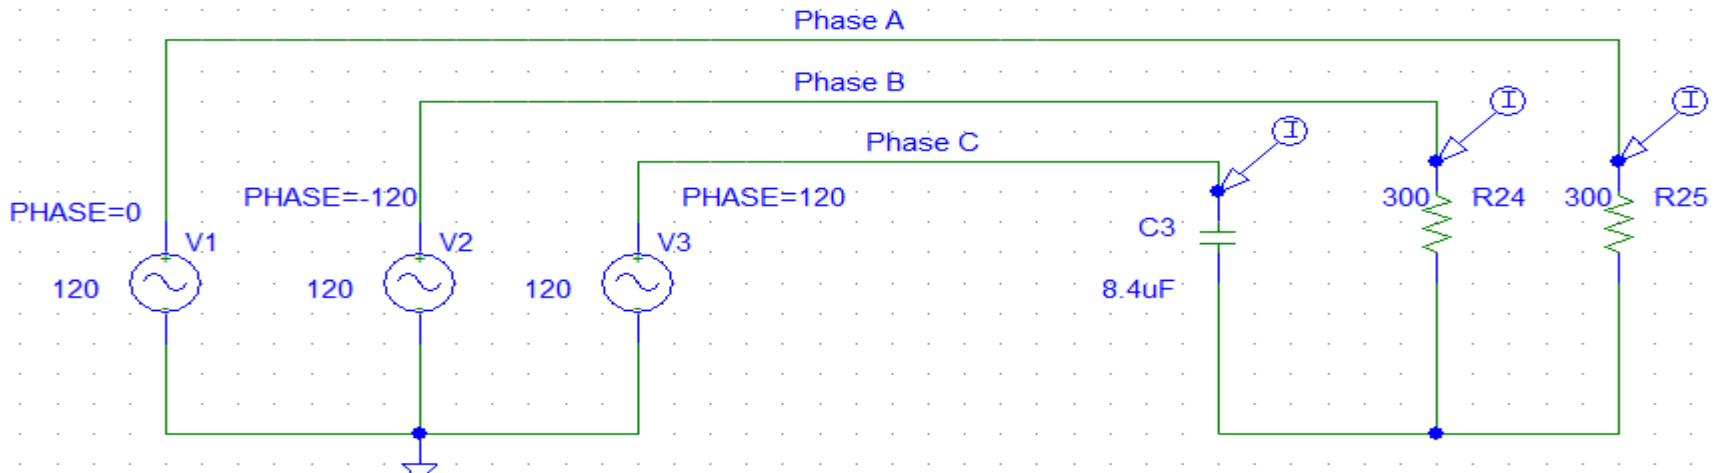 Phase A
Phase B
Phase C
PHASE=0
PHASE=-120
PHASE=120
300
R24
300
R25
V1
V2
V3
C3
120
120
120
8.4uF
I
I
I